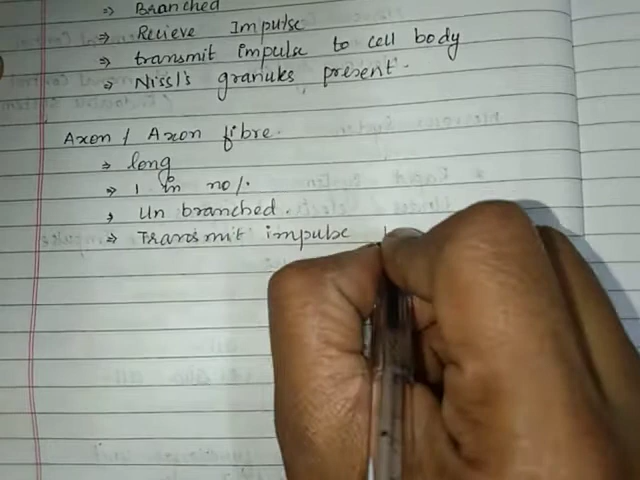 ⇒ Branched
⇒ Recieve Impulse
⇒ transmit impulse to cell body
⇒ Nissl's granules present.
Axon / Axon fibre.
⇒ long
⇒ 1 in no/.
⇒ Un branched.
⇒ Transmit impulse